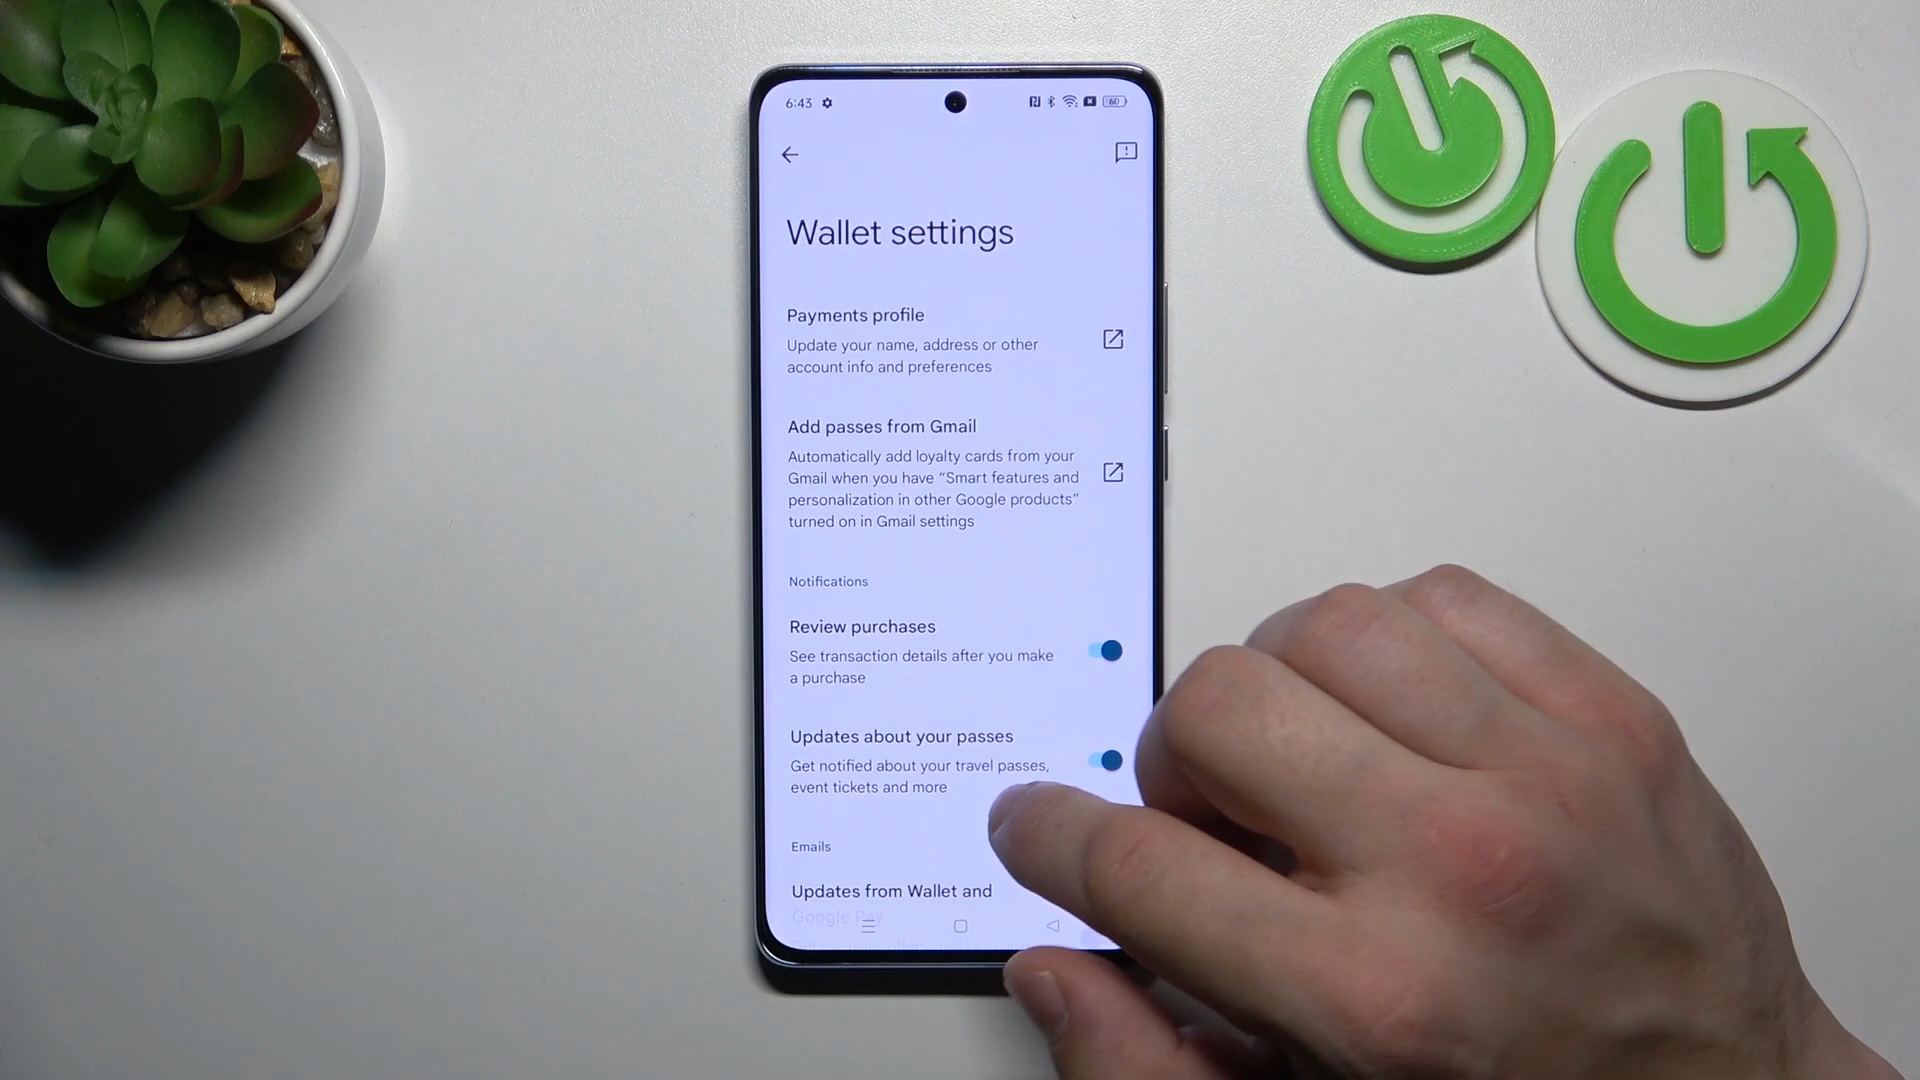 6:43
60
Wallet settings
Payments profile
Update your name, address or other
account info and preferences
Add passes from Gmail
Automatically add loyalty cards from your
Gmail when you have “Smart features and
personalization in other Google products”
turned on in Gmail settings
Notifications
Review purchases
See transaction details after you make
a purchase
Updates about your passes
Get notified about your travel passes,
event tickets and more
Emails
Updates from Wallet and
Google Pay